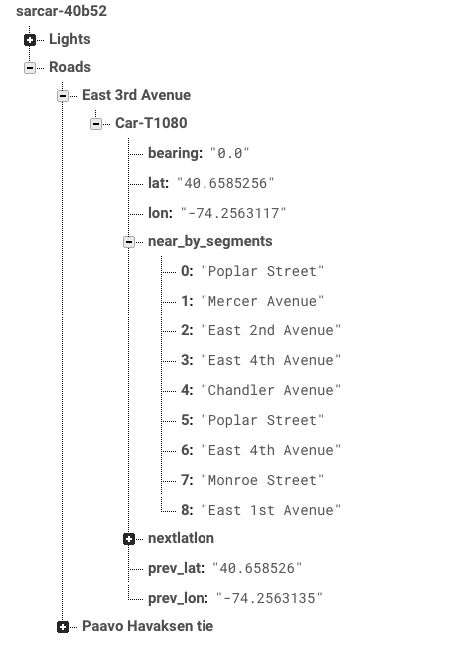 sarcar-40b52
Lights
Roads
East 3rd Avenue
Car-T1080
bearing: "0.0"
lat: "40.6585256"
lon: "-74.2563117"
near_by_segments
0: 'Poplar Street"
1: 'Mercer Avenue"
2: 'East 2nd Avenue"
3: 'East 4th Avenue"
4: 'Chandler Avenue"
5: 'Poplar Street"
6: 'East 4th Avenue"
7: 'Monroe Street"
8: 'East 1st Avenue"
nextlatlon
prev_lat: "40.658526"
prev_lon: "-74.2563135"
Paavo Havaksen tie